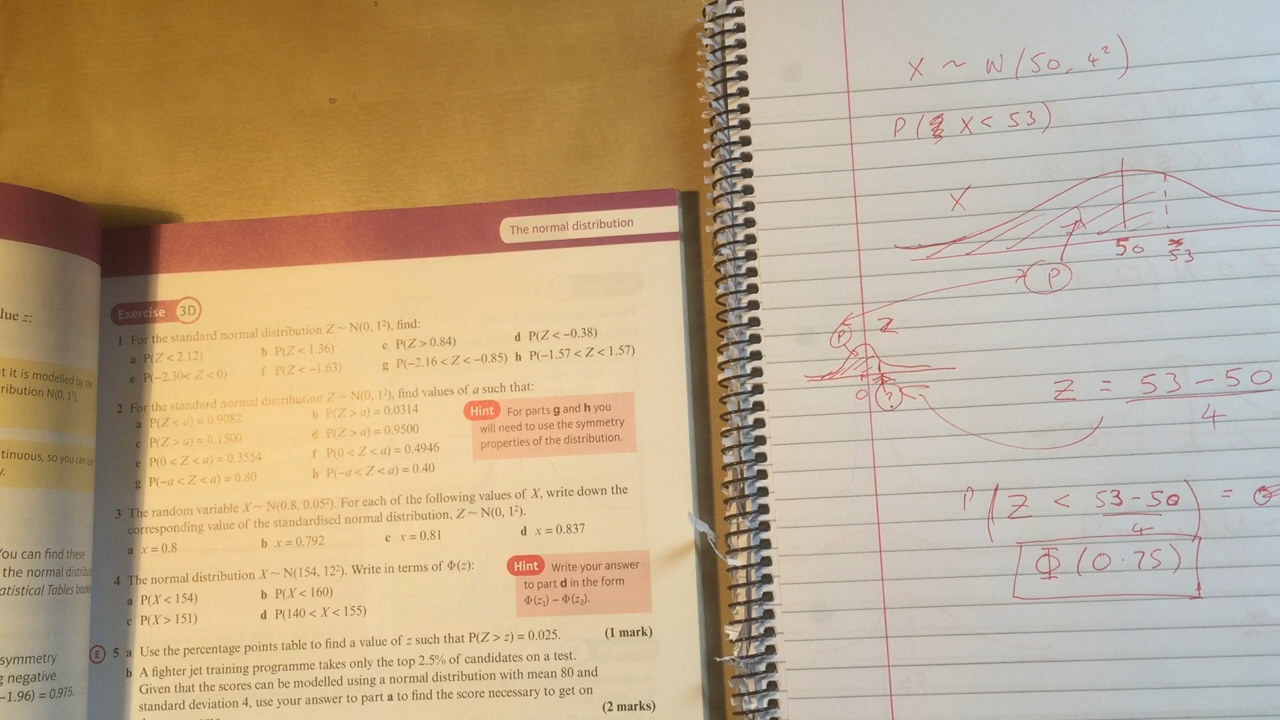 lue z:
t it is modelled by the
ribution N(0, 1²).
tinuous, so you can use
You can find these
the normal distribu
atistical Tables book
symmetry
g negative
–1.96) = 0.975.
The normal distribution
Exercise 3D
1 For the standard normal distribution Z ~ N(0, 1²), find:
a P(Z < 2.12) b P(Z < 1.36) c P(Z > 0.84) d P(Z < –0.38)
e P(–2.30 < Z < 0) f P(Z < –1.63) g P(–2.16 < Z < –0.85) h P(–1.57 < Z < 1.57)
2 For the standard normal distribution Z ~ N(0, 1²), find values of a such that:
a P(Z < a) = 0.9082 b P(Z > a) = 0.0314
c P(Z > a) = 0.1500 d P(Z > a) = 0.9500
e P(0 < Z < a) = 0.3554 f P(0 < Z < a) = 0.4946
g P(–a < Z < a) = 0.80 h P(–a < Z < a) = 0.40
Hint For parts g and h you
will need to use the symmetry
properties of the distribution.
3 The random variable X ~ N(0.8, 0.05²). For each of the following values of X, write down the
corresponding value of the standardised normal distribution, Z ~ N(0, 1²).
a x = 0.8 b x = 0.792 c x = 0.81 d x = 0.837
4 The normal distribution X ~ N(154, 12²). Write in terms of Φ(z):
a P(X < 154) b P(X < 160)
c P(X > 151) d P(140 < X < 155)
Hint Write your answer
to part d in the form
Φ(z₁) – Φ(z₂).
E 5 a Use the percentage points table to find a value of z such that P(Z > z) = 0.025. (1 mark)
b A fighter jet training programme takes only the top 2.5% of candidates on a test.
Given that the scores can be modelled using a normal distribution with mean 80 and
standard deviation 4, use your answer to part a to find the score necessary to get on
(2 marks)
X ~ N(50, 4²)
P(X < 53)
X
50 53
P
P Z
0 ?
Z = 53 – 50
4
P(Z < 53–50 ) =
4
Φ(0.75)